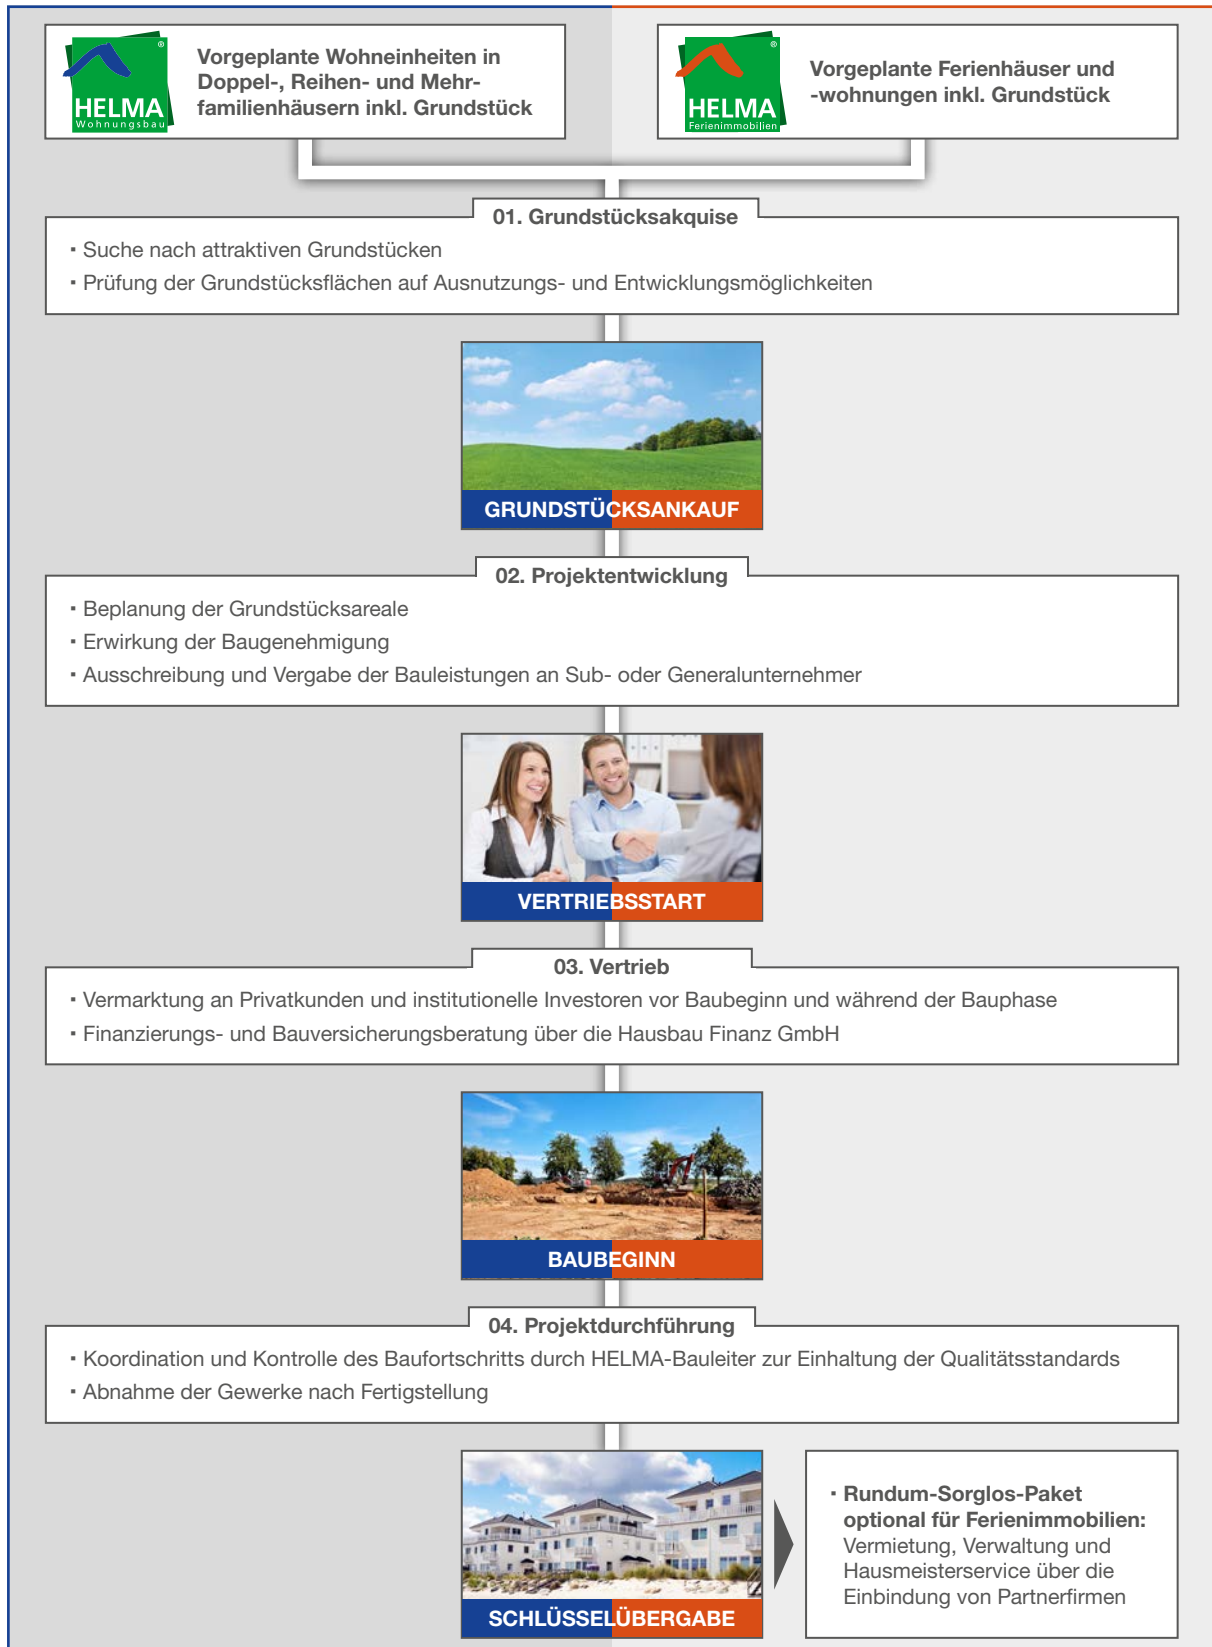 HELMA
Wohnungsbau
®
Vorgeplante Wohneinheiten in
Doppel-, Reihen- und Mehr-
familienhäusern inkl. Grundstück
HELMA
Ferienimmobilien
®
Vorgeplante Ferienhäuser und
-wohnungen inkl. Grundstück
01. Grundstücksakquise
▪ Suche nach attraktiven Grundstücken
▪ Prüfung der Grundstücksflächen auf Ausnutzungs- und Entwicklungsmöglichkeiten
GRUNDSTÜCKSANKAUF
02. Projektentwicklung
▪ Beplanung der Grundstücksareale
▪ Erwirkung der Baugenehmigung
▪ Ausschreibung und Vergabe der Bauleistungen an Sub- oder Generalunternehmer
VERTRIEBSSTART
03. Vertrieb
▪ Vermarktung an Privatkunden und institutionelle Investoren vor Baubeginn und während der Bauphase
▪ Finanzierungs- und Bauversicherungsberatung über die Hausbau Finanz GmbH
BAUBEGINN
04. Projektdurchführung
▪ Koordination und Kontrolle des Baufortschritts durch HELMA-Bauleiter zur Einhaltung der Qualitätsstandards
▪ Abnahme der Gewerke nach Fertigstellung
SCHLÜSSELÜBERGABE
▪ Rundum-Sorglos-Paket
optional für Ferienimmobilien:
Vermietung, Verwaltung und
Hausmeisterservice über die
Einbindung von Partnerfirmen